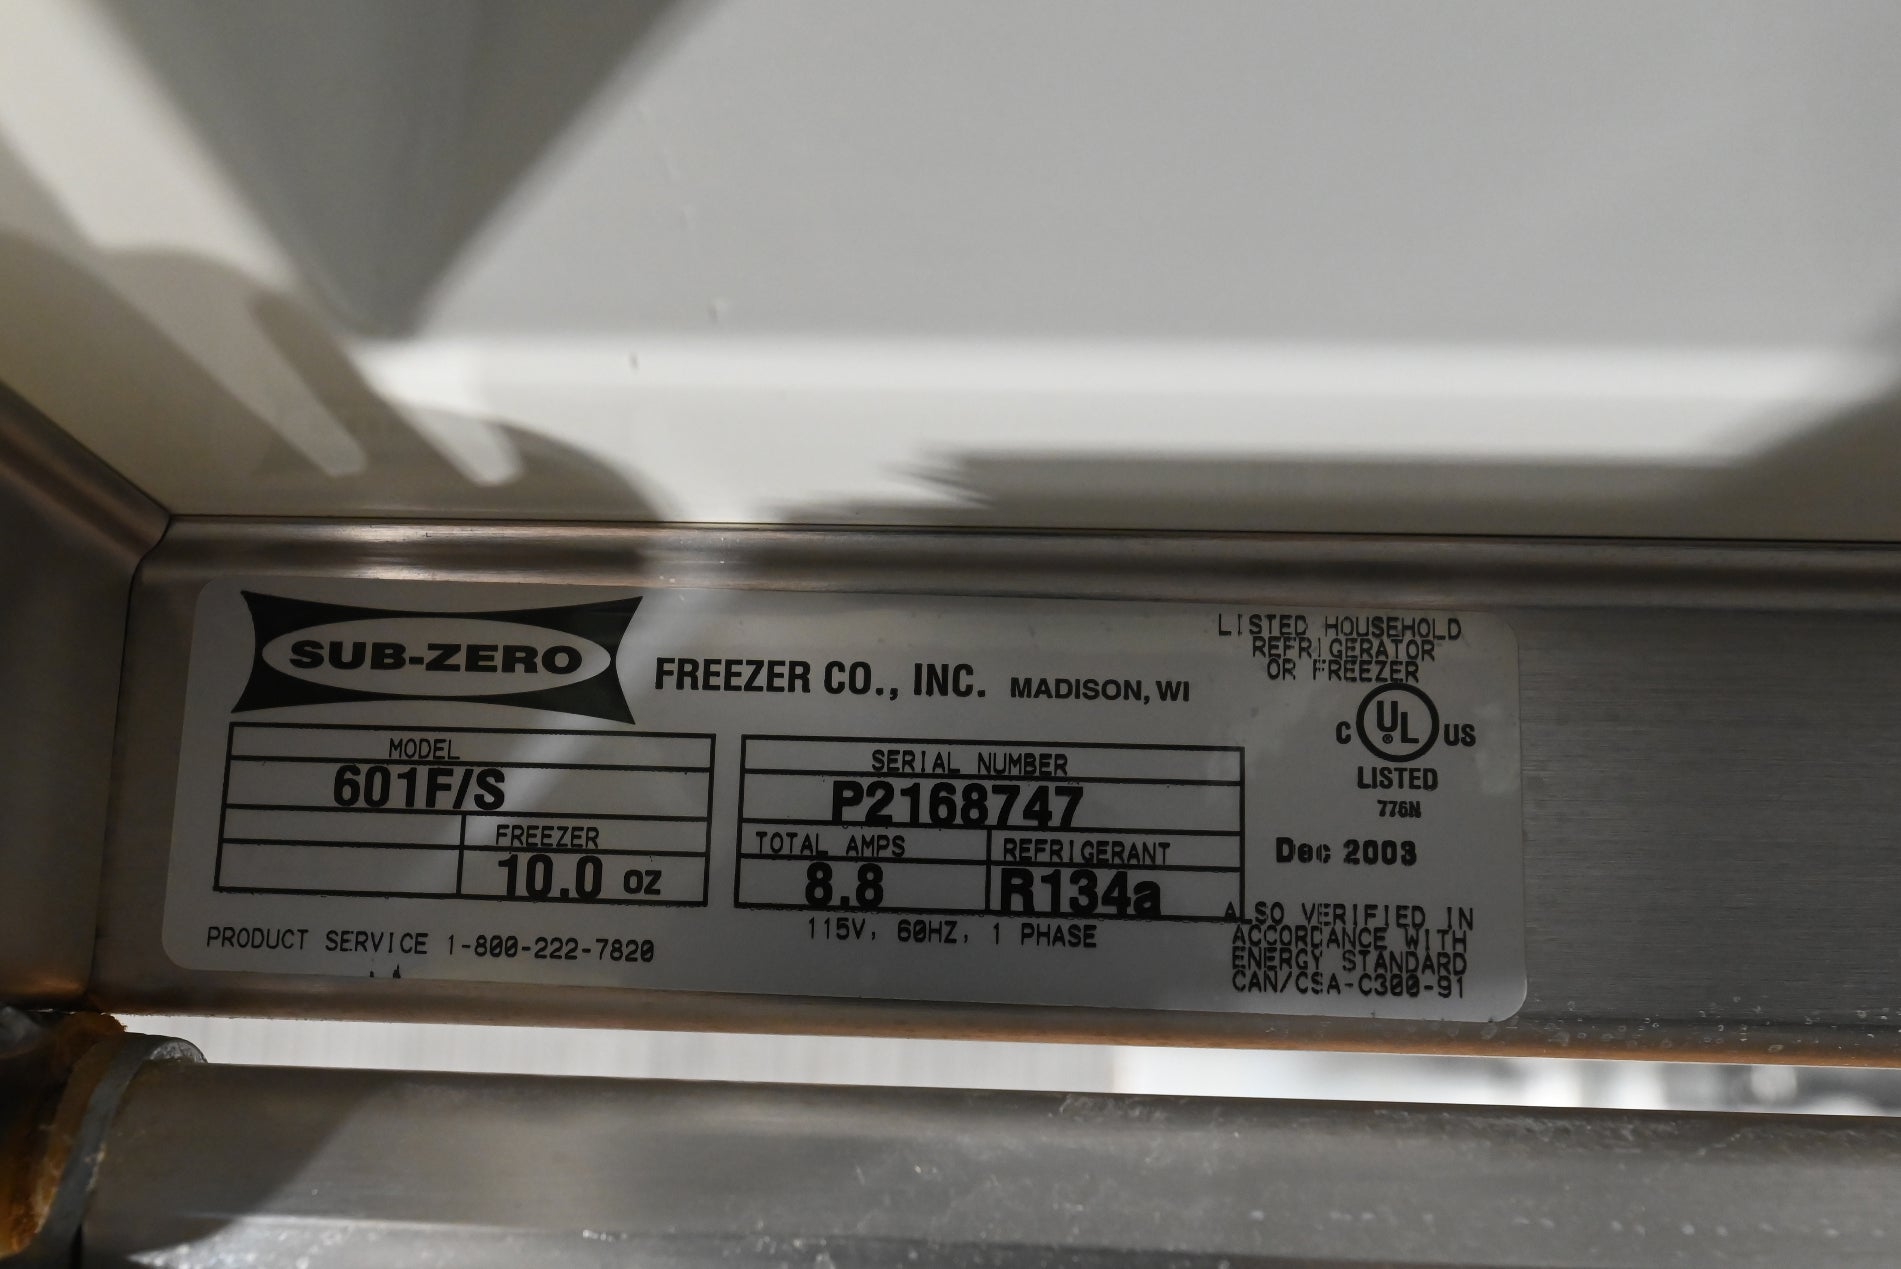 SUB-ZERO
FREEZER CO., INC. MADISON, WI
MODEL
601F/S
FREEZER
10.0 oz
PRODUCT SERVICE 1-800-222-7820
SERIAL NUMBER
P2168747
TOTAL AMPS
8.8
REFRIGERANT
R134a
115V, 60HZ, 1 PHASE
LISTED HOUSEHOLD
REFRIGERATOR
OR FREEZER
C UL US
LISTED
776N
Dec 2003
ALSO VERIFIED IN
ACCORDANCE WITH
ENERGY STANDARD
CAN/CSA-C300-91